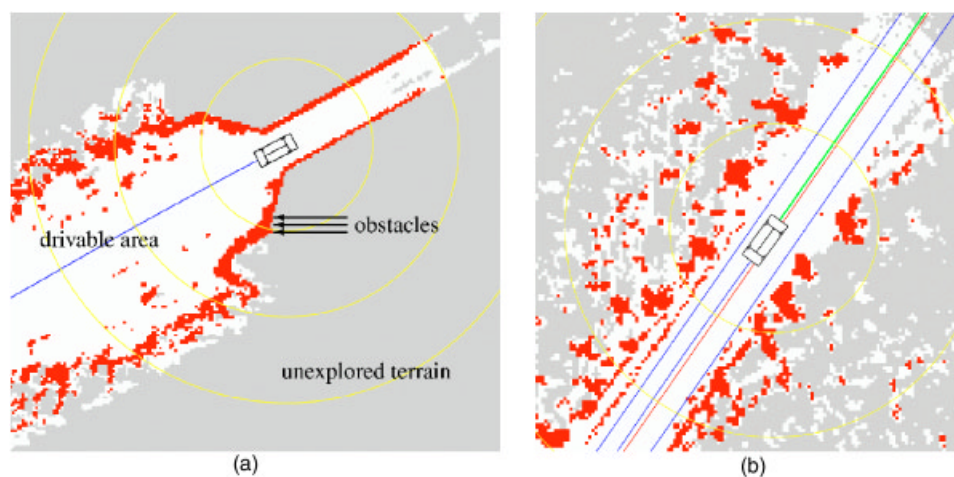 drivable area
obstacles
unexplored terrain
(a)
(b)